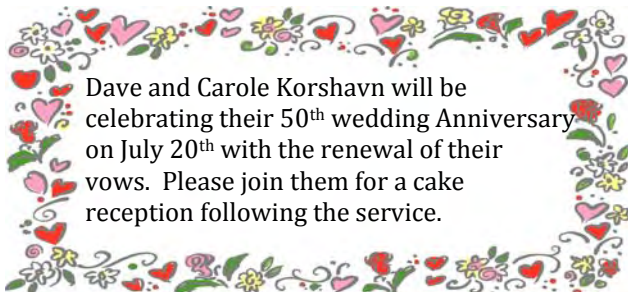 Dave and Carole Korshavn will be
celebrating their 50th wedding Anniversary
on July 20th with the renewal of their
vows.  Please join them for a cake
reception following the service.